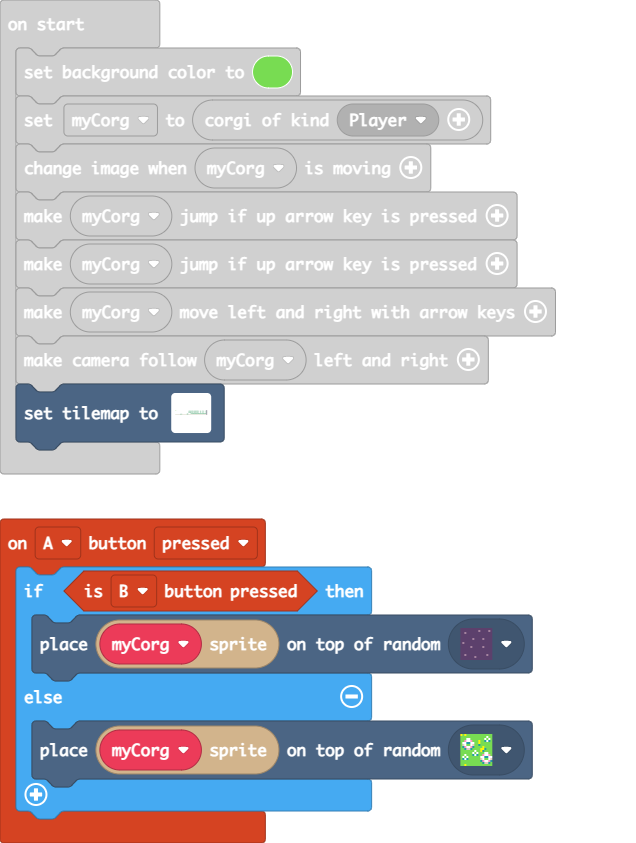 on start
set background color to
set myCorg to corgi of kind Player
change image when myCorg is moving
make myCorg jump if up arrow key is pressed
make myCorg jump if up arrow key is pressed
make myCorg move left and right with arrow keys
make camera follow myCorg left and right
set tilemap to
on A button pressed
if is B button pressed then
place myCorg sprite on top of random
else
place myCorg sprite on top of random